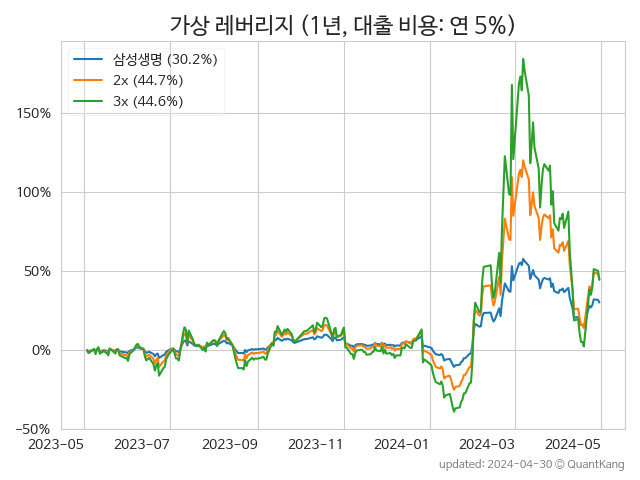 가상 레버리지 (1년, 대출 비용: 연 5%)
삼성생명 (30.2%)
2x (44.7%)
3x (44.6%)
150%
100%
50%
0%
−50%
2023-05 2023-07 2023-09 2023-11 2024-01 2024-03 2024-05
updated: 2024-04-30 © QuantKang